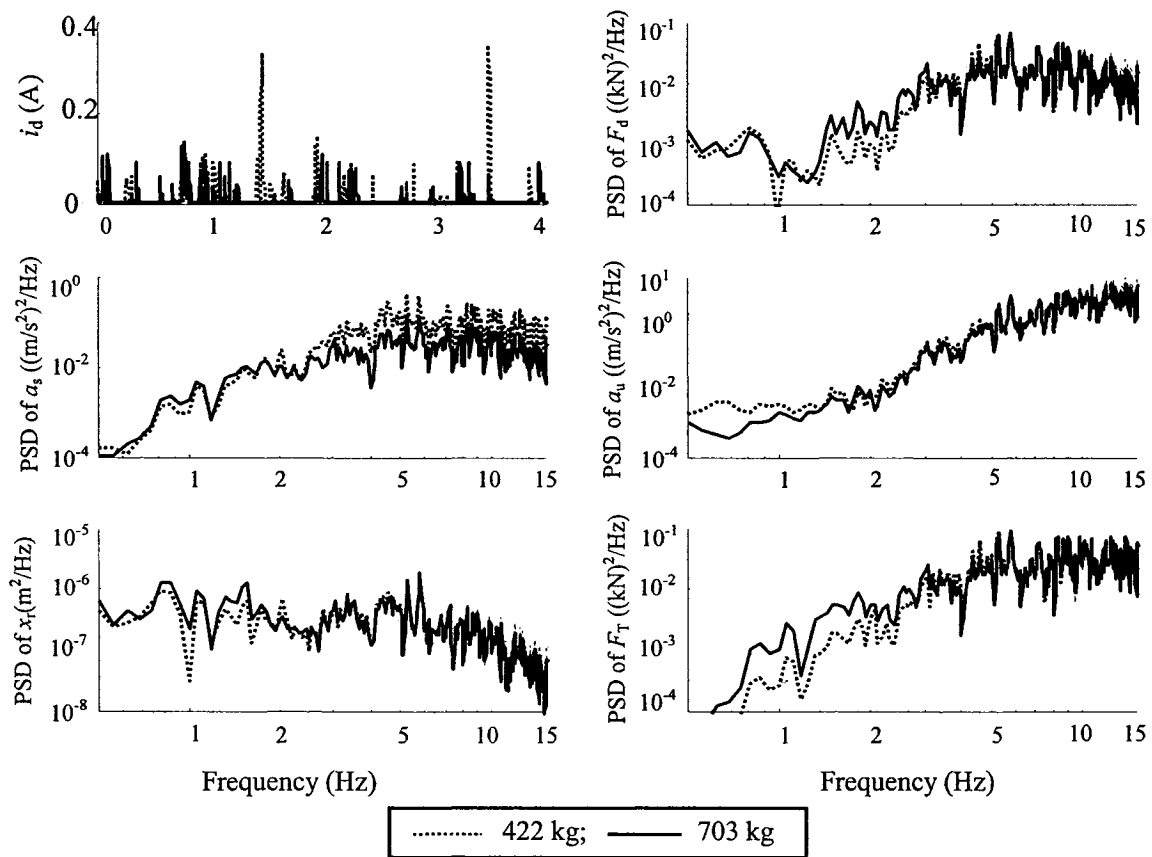 0.4
0.2
0
i_d (A)
0 1 2 3 4
10^-1
10^-2
10^-3
10^-4
PSD of F_d ((kN)^2/Hz)
1 2 5 10 15
10^0
10^-2
10^-4
PSD of a_s ((m/s^2)^2/Hz)
1 2 5 10 15
10^1
10^0
10^-2
10^-4
PSD of a_u ((m/s^2)^2/Hz)
1 2 5 10 15
10^-5
10^-6
10^-7
10^-8
PSD of x_r(m^2/Hz)
1 2 5 10 15
Frequency (Hz)
10^-1
10^-2
10^-3
10^-4
PSD of F_T ((kN)^2/Hz)
1 2 5 10 15
Frequency (Hz)
422 kg; 703 kg